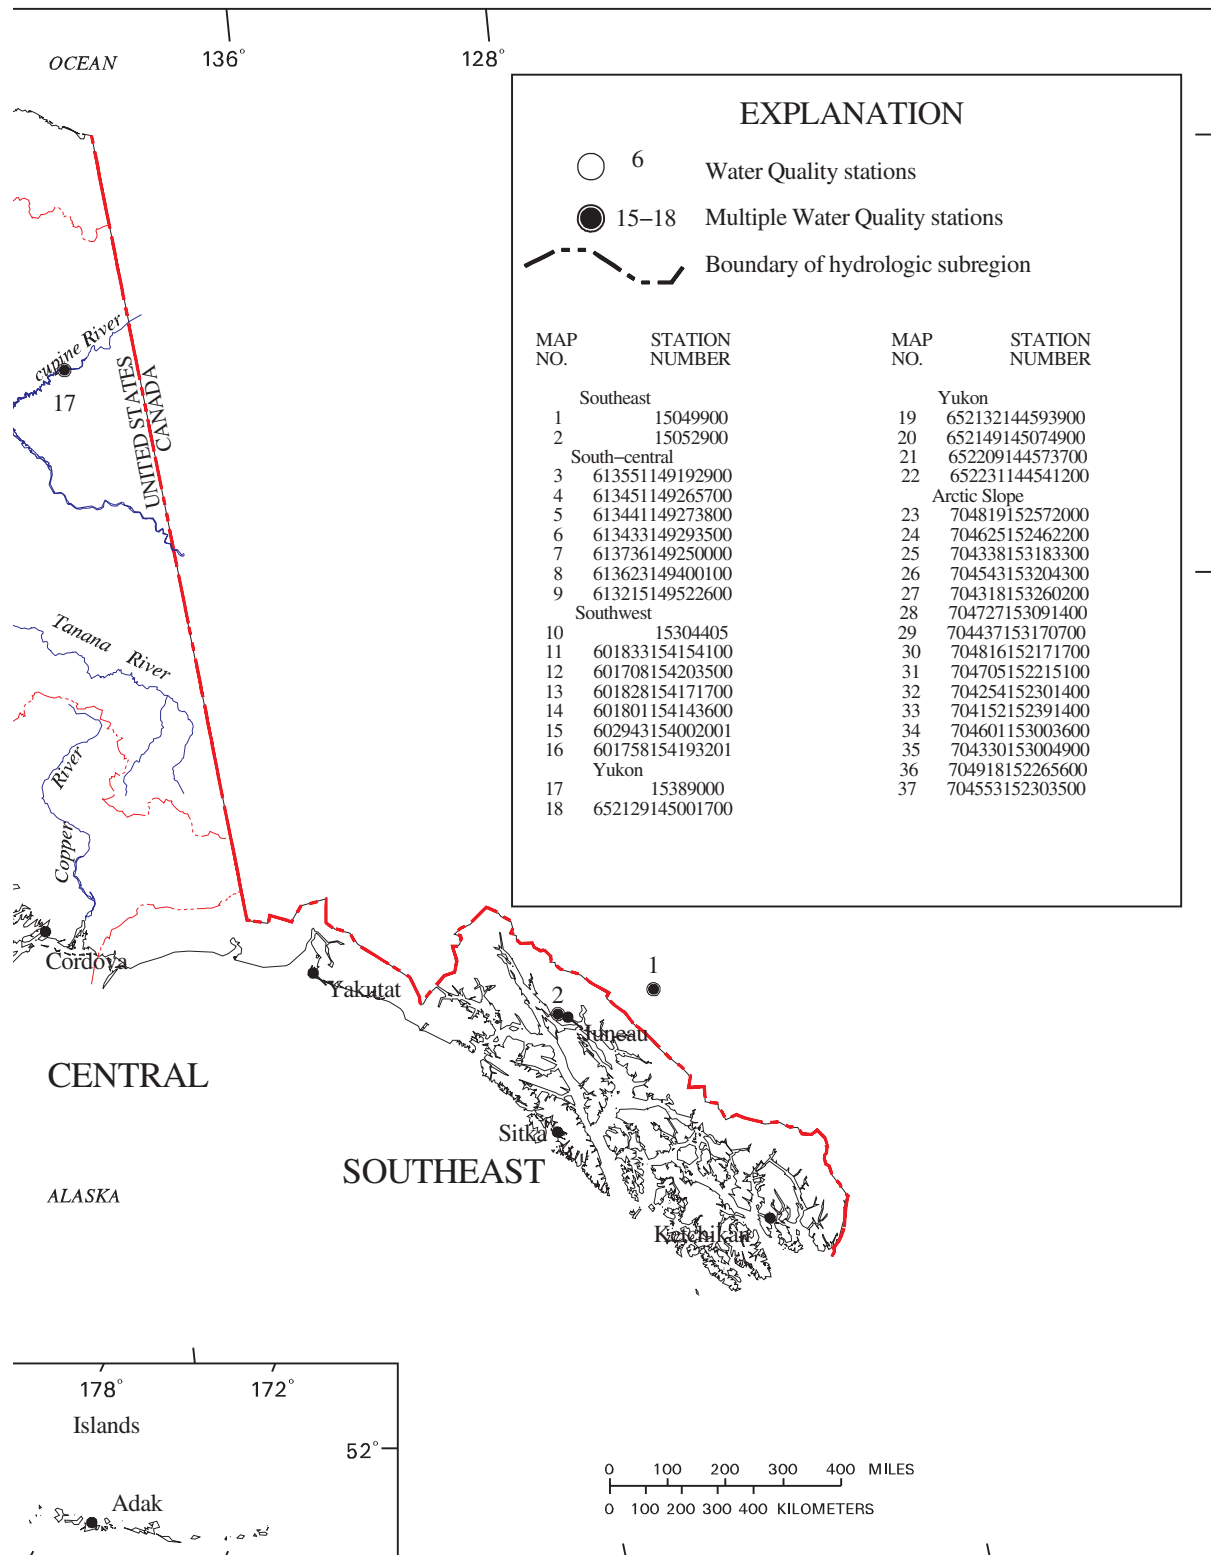 136°
128°
OCEAN
EXPLANATION
6 Water Quality stations
15–18 Multiple Water Quality stations
Boundary of hydrologic subregion
MAP STATION MAP STATION
NO. NUMBER NO. NUMBER
Southeast Yukon
1 15049900 19 652132144593900
2 15052900 20 652149145074900
South–central 21 652209144573700
3 613551149192900 22 652231144541200
4 613451149265700 Arctic Slope
5 613441149273800 23 704819152572000
6 613433149293500 24 704625152462200
7 613736149250000 25 704338153183300
8 613623149400100 26 704543153204300
9 613215149522600 27 704318153260200
Southwest 28 704727153091400
10 15304405 29 704437153170700
11 601833154154100 30 704816152171700
12 601708154203500 31 704705152215100
13 601828154171700 32 704254152301400
14 601801154143600 33 704152152391400
15 602943154002001 34 704601153003600
16 601758154193201 35 704330153004900
Yukon 36 704918152265600
17 15389000 37 704553152303500
18 652129145001700
cupine River
17
UNITED STATES
CANADA
Tanana River
Copper River
Cordova
Yakutat
1
2
Juneau
CENTRAL
Sitka
SOUTHEAST
ALASKA
Ketchikan
178° 172°
Islands
52°
Adak
0 100 200 300 400 MILES
0 100 200 300 400 KILOMETERS